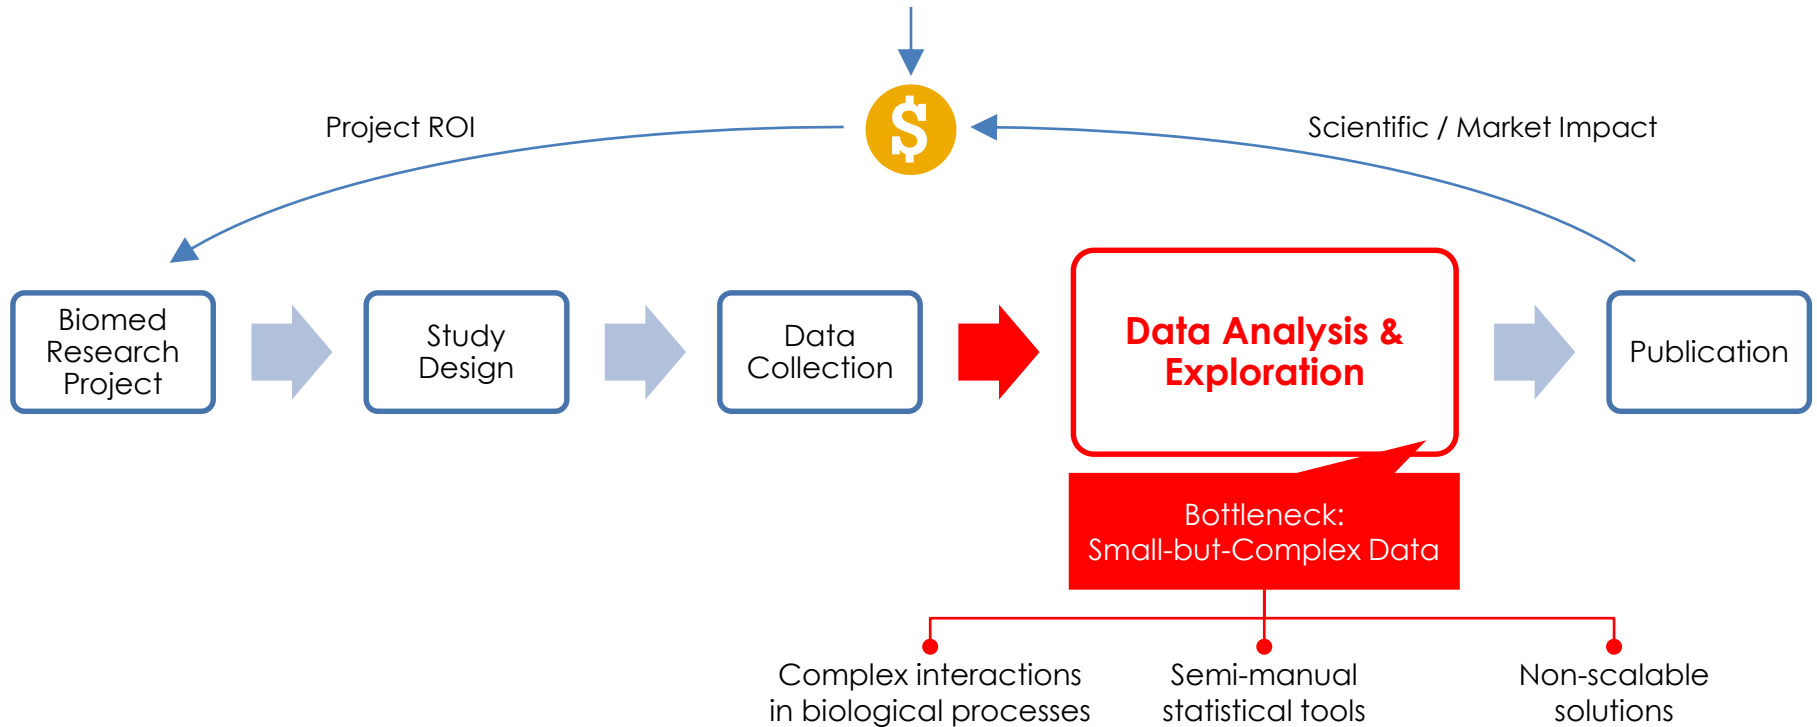 $
Project ROI
Scientific / Market Impact
Biomed
Research
Project
Study
Design
Data
Collection
Data Analysis &
Exploration
Publication
Bottleneck:
Small-but-Complex Data
Complex interactions
in biological processes
Semi-manual
statistical tools
Non-scalable
solutions